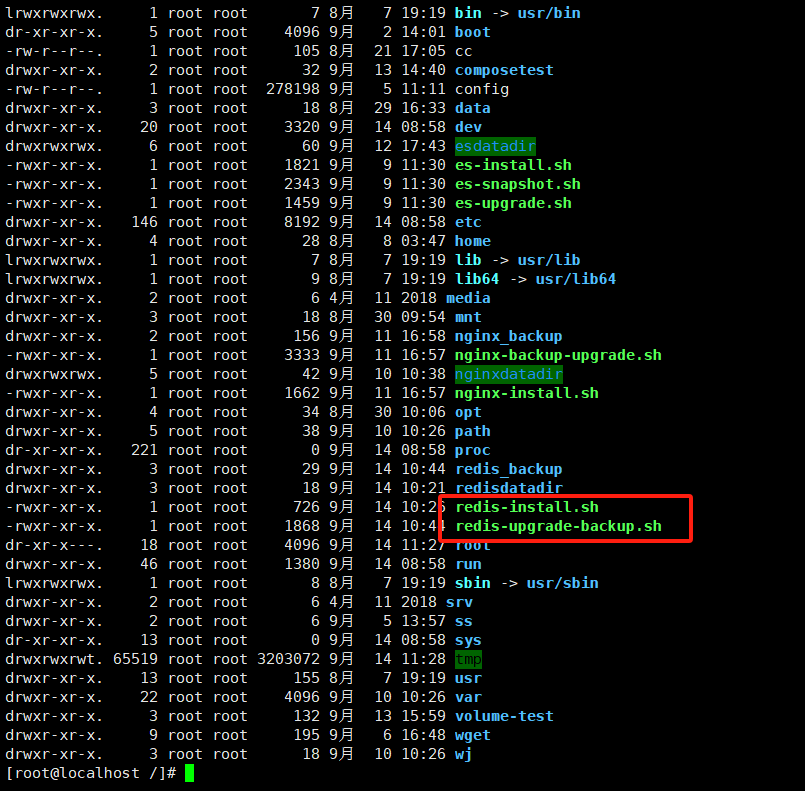 lrwxrwxrwx.     1 root root       7 8月   7 19:19 bin -> usr/bin
dr-xr-xr-x.     5 root root    4096 9月   2 14:01 boot
-rw-r--r--.     1 root root     105 8月  21 17:05 cc
drwxr-xr-x.     2 root root      32 9月  13 14:40 composetest
-rw-r--r--.     1 root root  278198 9月   5 11:11 config
drwxr-xr-x.     3 root root      18 8月  29 16:33 data
drwxr-xr-x.    20 root root    3320 9月  14 08:58 dev
drwxrwxrwx.     6 root root      60 9月  12 17:43 esdatadir
-rwxr-xr-x.     1 root root    1821 9月   9 11:30 es-install.sh
-rwxr-xr-x.     1 root root    2343 9月   9 11:30 es-snapshot.sh
-rwxr-xr-x.     1 root root    1459 9月   9 11:30 es-upgrade.sh
drwxr-xr-x.   146 root root    8192 9月  14 08:58 etc
drwxr-xr-x.     4 root root      28 8月   8 03:47 home
lrwxrwxrwx.     1 root root       7 8月   7 19:19 lib -> usr/lib
lrwxrwxrwx.     1 root root       9 8月   7 19:19 lib64 -> usr/lib64
drwxr-xr-x.     2 root root       6 4月  11 2018 media
drwxr-xr-x.     3 root root      18 8月  30 09:54 mnt
drwxr-xr-x.     2 root root     156 9月  11 16:58 nginx_backup
-rwxr-xr-x.     1 root root    3333 9月  11 16:57 nginx-backup-upgrade.sh
drwxrwxrwx.     5 root root      42 9月  10 10:38 nginxdatadir
-rwxr-xr-x.     1 root root    1662 9月  11 16:57 nginx-install.sh
drwxr-xr-x.     4 root root      34 8月  30 10:06 opt
drwxr-xr-x.     5 root root      38 9月  10 10:26 path
dr-xr-xr-x.   221 root root       0 9月  14 08:58 proc
drwxr-xr-x.     3 root root      29 9月  14 10:44 redis_backup
drwxr-xr-x.     3 root root      18 9月  14 10:21 redisdatadir
-rwxr-xr-x.     1 root root     726 9月  14 10:26 redis-install.sh
-rwxr-xr-x.     1 root root    1868 9月  14 10:44 redis-upgrade-backup.sh
dr-xr-x---.    18 root root    4096 9月  14 11:27 root
drwxr-xr-x.    46 root root    1380 9月  14 08:58 run
lrwxrwxrwx.     1 root root       8 8月   7 19:19 sbin -> usr/sbin
drwxr-xr-x.     2 root root       6 4月  11 2018 srv
drwxr-xr-x.     2 root root       6 9月   5 13:57 ss
dr-xr-xr-x.    13 root root       0 9月  14 08:58 sys
drwxrwxrwt. 65519 root root 3203072 9月  14 11:28 tmp
drwxr-xr-x.    13 root root     155 8月   7 19:19 usr
drwxr-xr-x.    22 root root    4096 9月  10 10:26 var
drwxr-xr-x.     3 root root     132 9月  13 15:59 volume-test
drwxr-xr-x.     9 root root     195 9月   6 16:48 wget
drwxr-xr-x.     3 root root      18 9月  10 10:26 wj
[root@localhost /]#